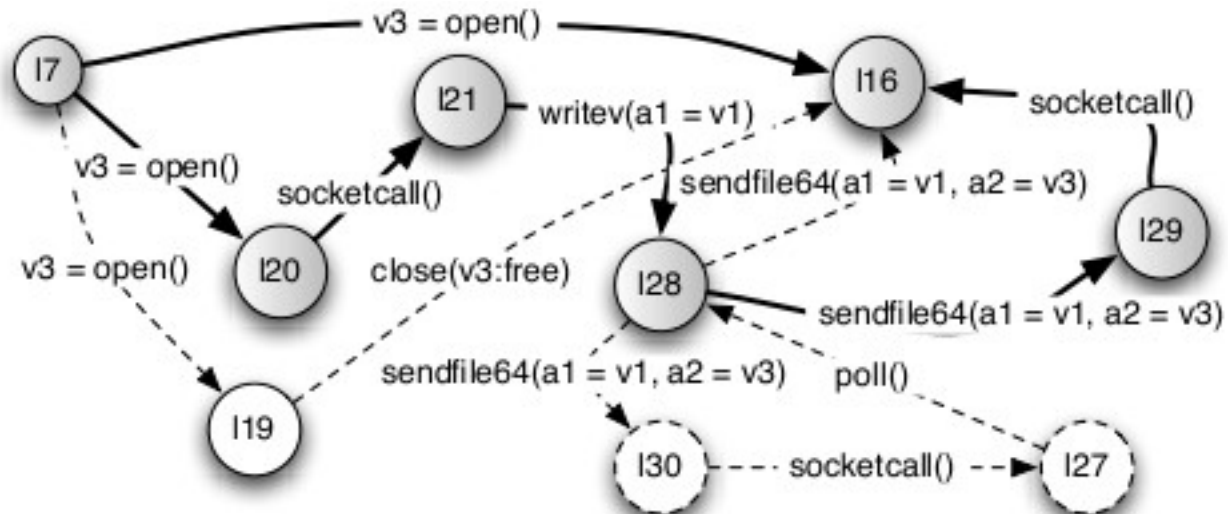 v3 = open()
l7
l16
l21
socketcall()
writev(a1 = v1)
v3 = open()
sendfile64(a1 = v1, a2 = v3)
socketcall()
l29
v3 = open()
l20
close(v3:free)
l28
sendfile64(a1 = v1, a2 = v3)
sendfile64(a1 = v1, a2 = v3)
poll()
l19
l30
socketcall()
l27